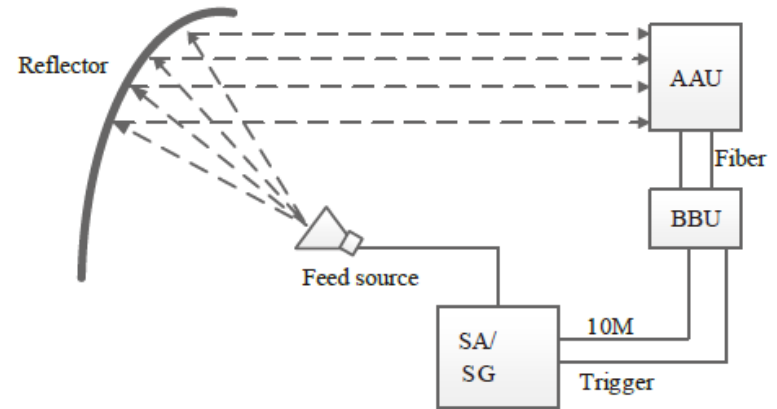 Reflector
AAU
Fiber
BBU
Feed source
10M
SA/
SG
Trigger